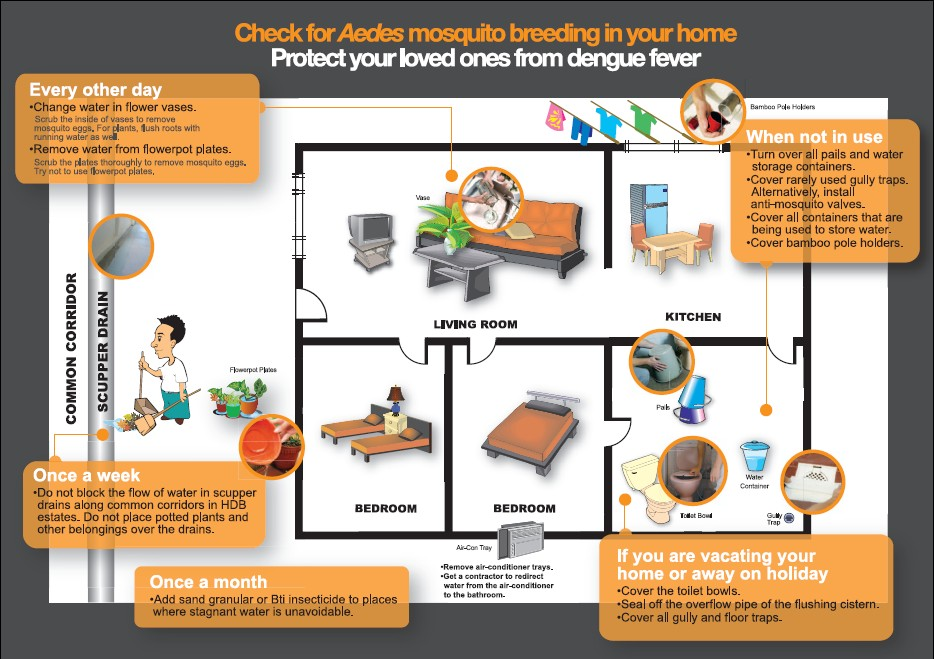 Check for Aedes mosquito breeding in your home
Protect your loved ones from dengue fever
Every other day
•Change water in flower vases.
Scrub the inside of vases to remove
mosquito eggs. For plants, flush roots with
running water as well.
•Remove water from flowerpot plates.
Scrub the plates thoroughly to remove mosquito eggs.
Try not to use flowerpot plates.
Bamboo Pole Holders
When not in use
•Turn over all pails and water
storage containers.
•Cover rarely used gully traps.
Alternatively, install
anti-mosquito valves.
•Cover all containers that are
being used to store water.
•Cover bamboo pole holders.
Vase
LIVING ROOM
KITCHEN
COMMON CORRIDOR
SCUPPER DRAIN
Flowerpot Plates
Pails
Water
Container
Toilet Bowl
Gully
Trap
BEDROOM
BEDROOM
Once a week
•Do not block the flow of water in scupper
drains along common corridors in HDB
estates. Do not place potted plants and
other belongings over the drains.
Air-Con Tray
•Remove air-conditioner trays.
•Get a contractor to redirect
water from the air-conditioner
to the bathroom.
Once a month
•Add sand granular or Bti insecticide to places
where stagnant water is unavoidable.
If you are vacating your
home or away on holiday
•Cover the toilet bowls.
•Seal off the overflow pipe of the flushing cistern.
•Cover all gully and floor traps.